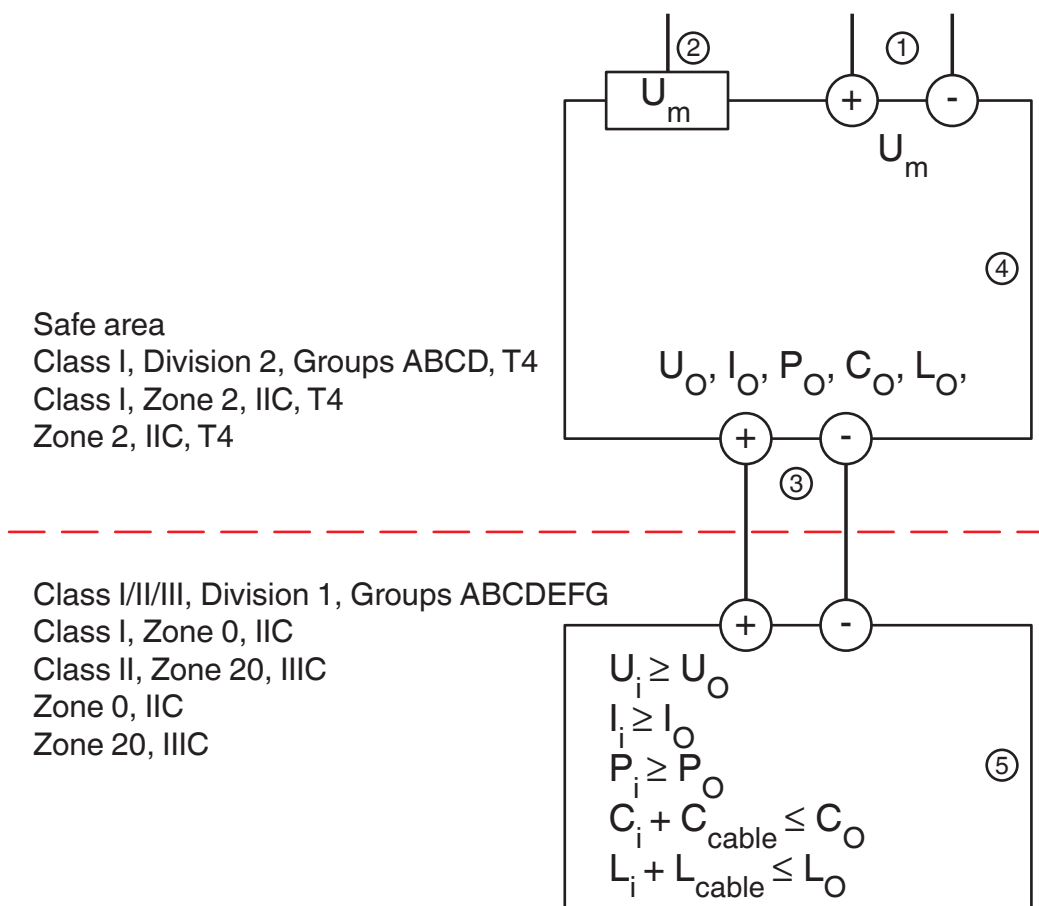 ② ①
U_m + -
U_m
④
Safe area
Class I, Division 2, Groups ABCD, T4
Class I, Zone 2, IIC, T4
Zone 2, IIC, T4
U_O, I_O, P_O, C_O, L_O,
+ -
③
Class I/II/III, Division 1, Groups ABCDEFG
Class I, Zone 0, IIC
Class II, Zone 20, IIIC
Zone 0, IIC
Zone 20, IIIC
+ -
U_i ≥ U_O
I_i ≥ I_O
P_i ≥ P_O
C_i + C_cable ≤ C_O
L_i + L_cable ≤ L_O
⑤